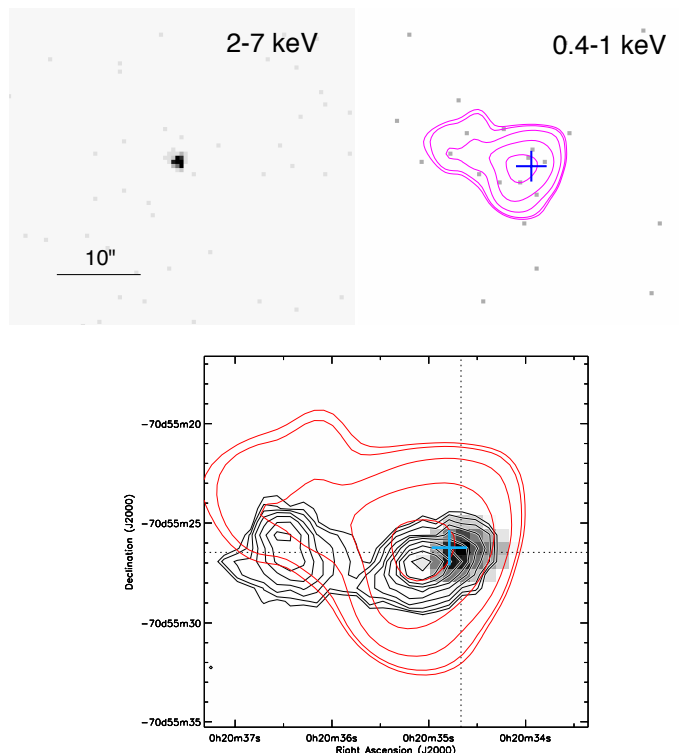 2-7 keV
0.4-1 keV
10"
-70d55m20
-70d55m25
-70d55m30
-70d55m35
Declination (J2000)
0h20m37s 0h20m36s 0h20m35s 0h20m34s
Right Ascension (J2000)